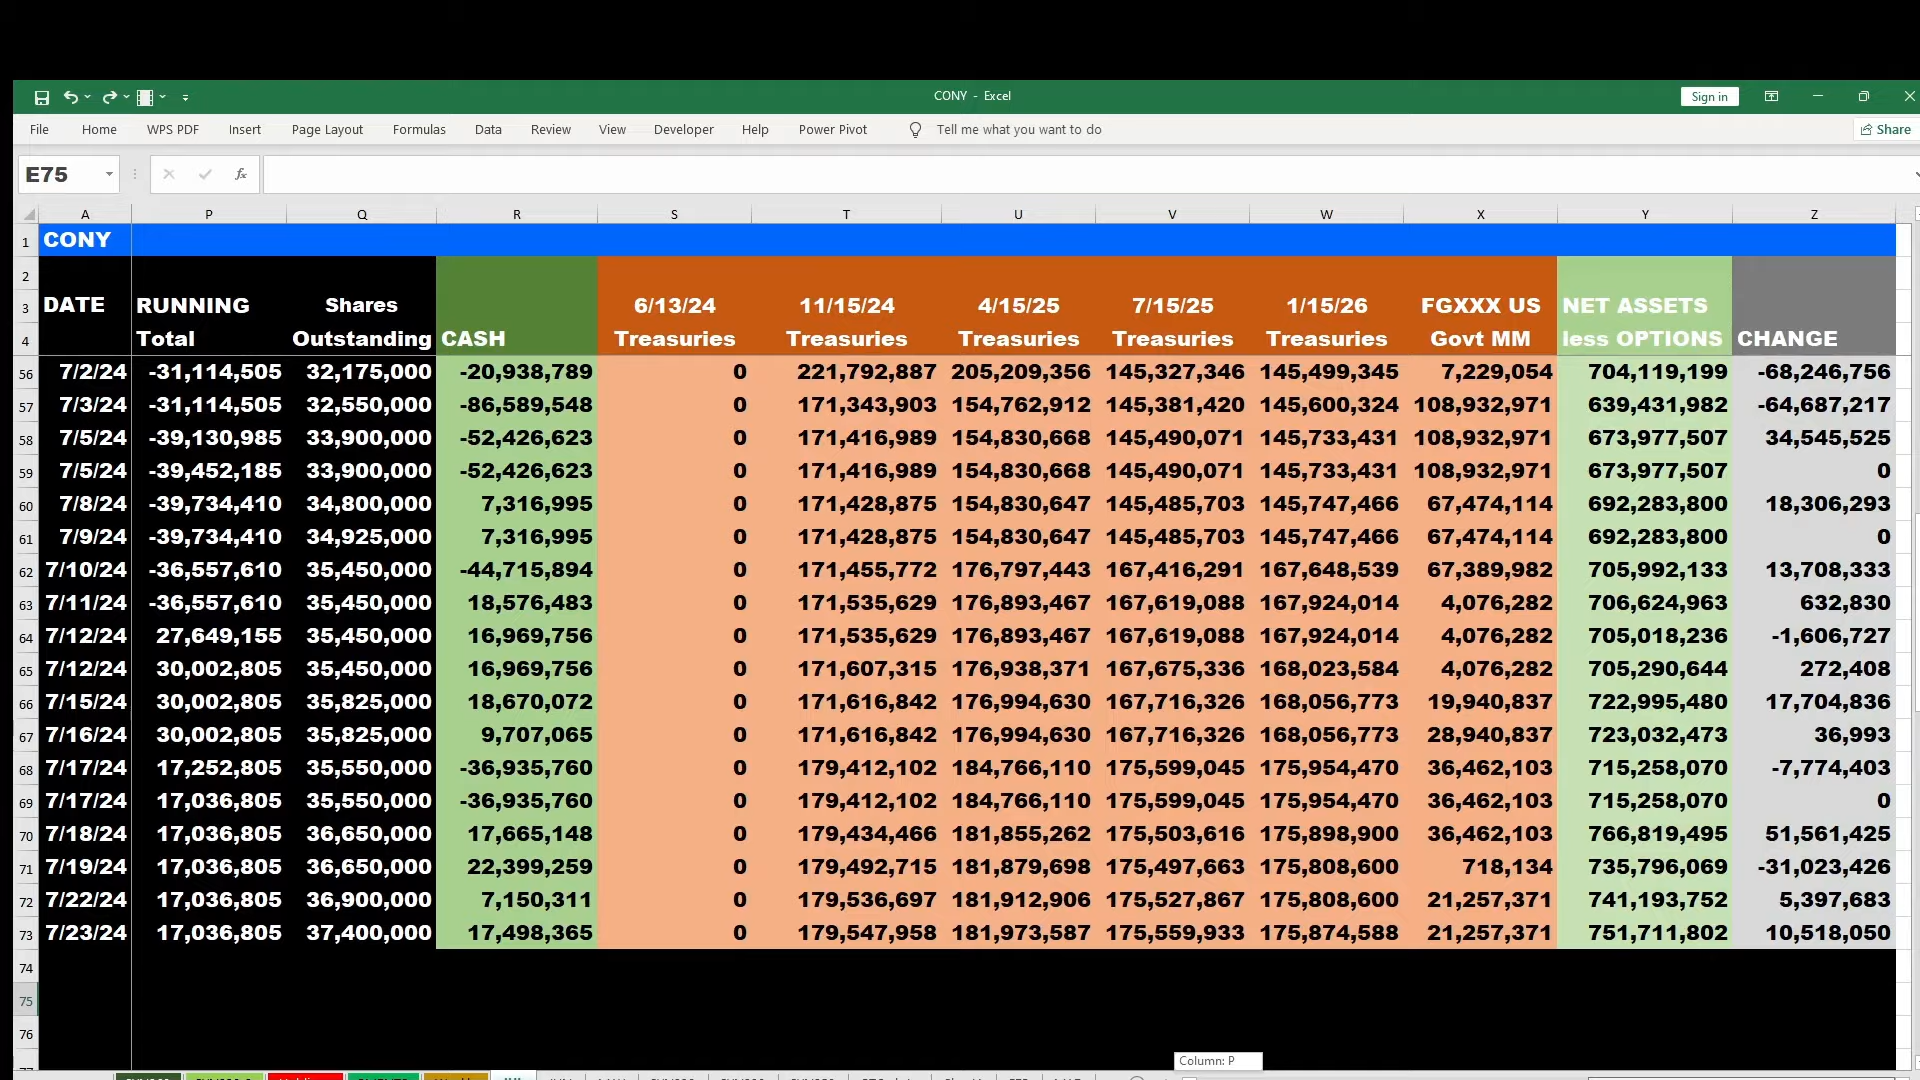 CONY - Excel
Sign in
File Home WPS PDF Insert Page Layout Formulas Data Review View Developer Help Power Pivot Tell me what you want to do Share
E75 fx
A P Q R S T U V W X Y Z
1 CONY
2
3 DATE RUNNING Shares 6/13/24 11/15/24 4/15/25 7/15/25 1/15/26 FGXXX US NET ASSETS
4 Total Outstanding CASH Treasuries Treasuries Treasuries Treasuries Treasuries Govt MM less OPTIONS CHANGE
56 7/2/24 -31,114,505 32,175,000 -20,938,789 0 221,792,887 205,209,356 145,327,346 145,499,345 7,229,054 704,119,199 -68,246,756
57 7/3/24 -31,114,505 32,550,000 -86,589,548 0 171,343,903 154,762,912 145,381,420 145,600,324 108,932,971 639,431,982 -64,687,217
58 7/5/24 -39,130,985 33,900,000 -52,426,623 0 171,416,989 154,830,668 145,490,071 145,733,431 108,932,971 673,977,507 34,545,525
59 7/5/24 -39,452,185 33,900,000 -52,426,623 0 171,416,989 154,830,668 145,490,071 145,733,431 108,932,971 673,977,507 0
60 7/8/24 -39,734,410 34,800,000 7,316,995 0 171,428,875 154,830,647 145,485,703 145,747,466 67,474,114 692,283,800 18,306,293
61 7/9/24 -39,734,410 34,925,000 7,316,995 0 171,428,875 154,830,647 145,485,703 145,747,466 67,474,114 692,283,800 0
62 7/10/24 -36,557,610 35,450,000 -44,715,894 0 171,455,772 176,797,443 167,416,291 167,648,539 67,389,982 705,992,133 13,708,333
63 7/11/24 -36,557,610 35,450,000 18,576,483 0 171,535,629 176,893,467 167,619,088 167,924,014 4,076,282 706,624,963 632,830
64 7/12/24 27,649,155 35,450,000 16,969,756 0 171,535,629 176,893,467 167,619,088 167,924,014 4,076,282 705,018,236 -1,606,727
65 7/12/24 30,002,805 35,450,000 16,969,756 0 171,607,315 176,938,371 167,675,336 168,023,584 4,076,282 705,290,644 272,408
66 7/15/24 30,002,805 35,825,000 18,670,072 0 171,616,842 176,994,630 167,716,326 168,056,773 19,940,837 722,995,480 17,704,836
67 7/16/24 30,002,805 35,825,000 9,707,065 0 171,616,842 176,994,630 167,716,326 168,056,773 28,940,837 723,032,473 36,993
68 7/17/24 17,252,805 35,550,000 -36,935,760 0 179,412,102 184,766,110 175,599,045 175,954,470 36,462,103 715,258,070 -7,774,403
69 7/17/24 17,036,805 35,550,000 -36,935,760 0 179,412,102 184,766,110 175,599,045 175,954,470 36,462,103 715,258,070 0
70 7/18/24 17,036,805 36,650,000 17,665,148 0 179,434,466 181,855,262 175,503,616 175,898,900 36,462,103 766,819,495 51,561,425
71 7/19/24 17,036,805 36,650,000 22,399,259 0 179,492,715 181,879,698 175,497,663 175,808,600 718,134 735,796,069 -31,023,426
72 7/22/24 17,036,805 36,900,000 7,150,311 0 179,536,697 181,912,906 175,527,867 175,808,600 21,257,371 741,193,752 5,397,683
73 7/23/24 17,036,805 37,400,000 17,498,365 0 179,547,958 181,973,587 175,559,933 175,874,588 21,257,371 751,711,802 10,518,050
74
75
76
Column: P